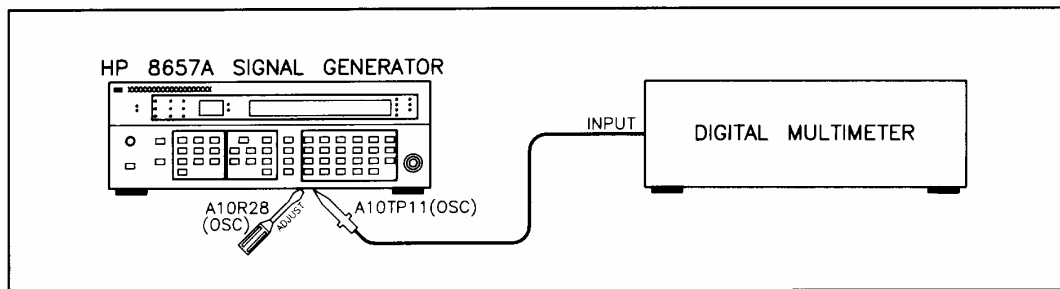 HP 8657A SIGNAL GENERATOR
INPUT
DIGITAL MULTIMETER
A10R28
(OSC)
ADJUST
A10TP11(OSC)